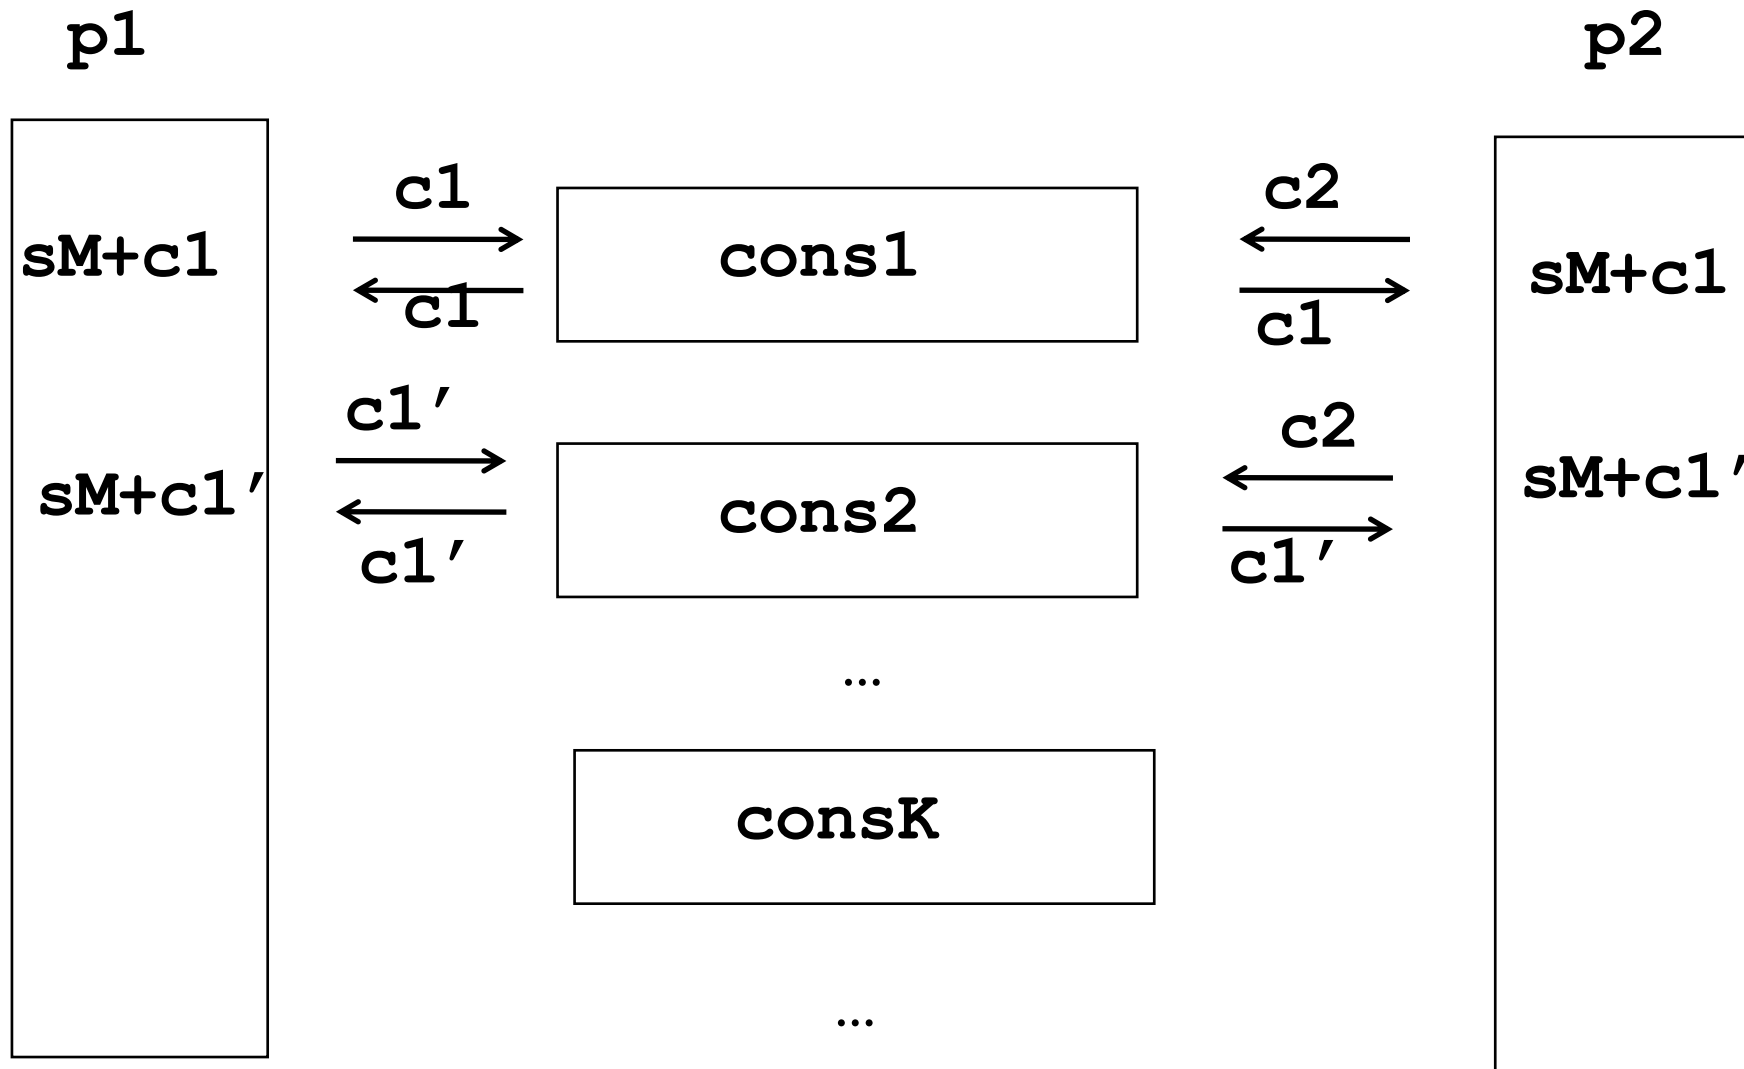 p1
p2
c1
c2
sM+c1
cons1
sM+c1
c1
c1
c1′
c2
sM+c1′
cons2
sM+c1′
c1′
c1′
…
consK
…